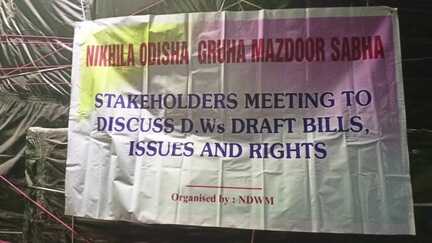 NIKHILA ODISHA GRUHA MAZDOOR SABHA
STAKEHOLDERS MEETING TO
DISCUSS D.Ws DRAFT BILLS,
ISSUES AND RIGHTS
Organised by : NDWM